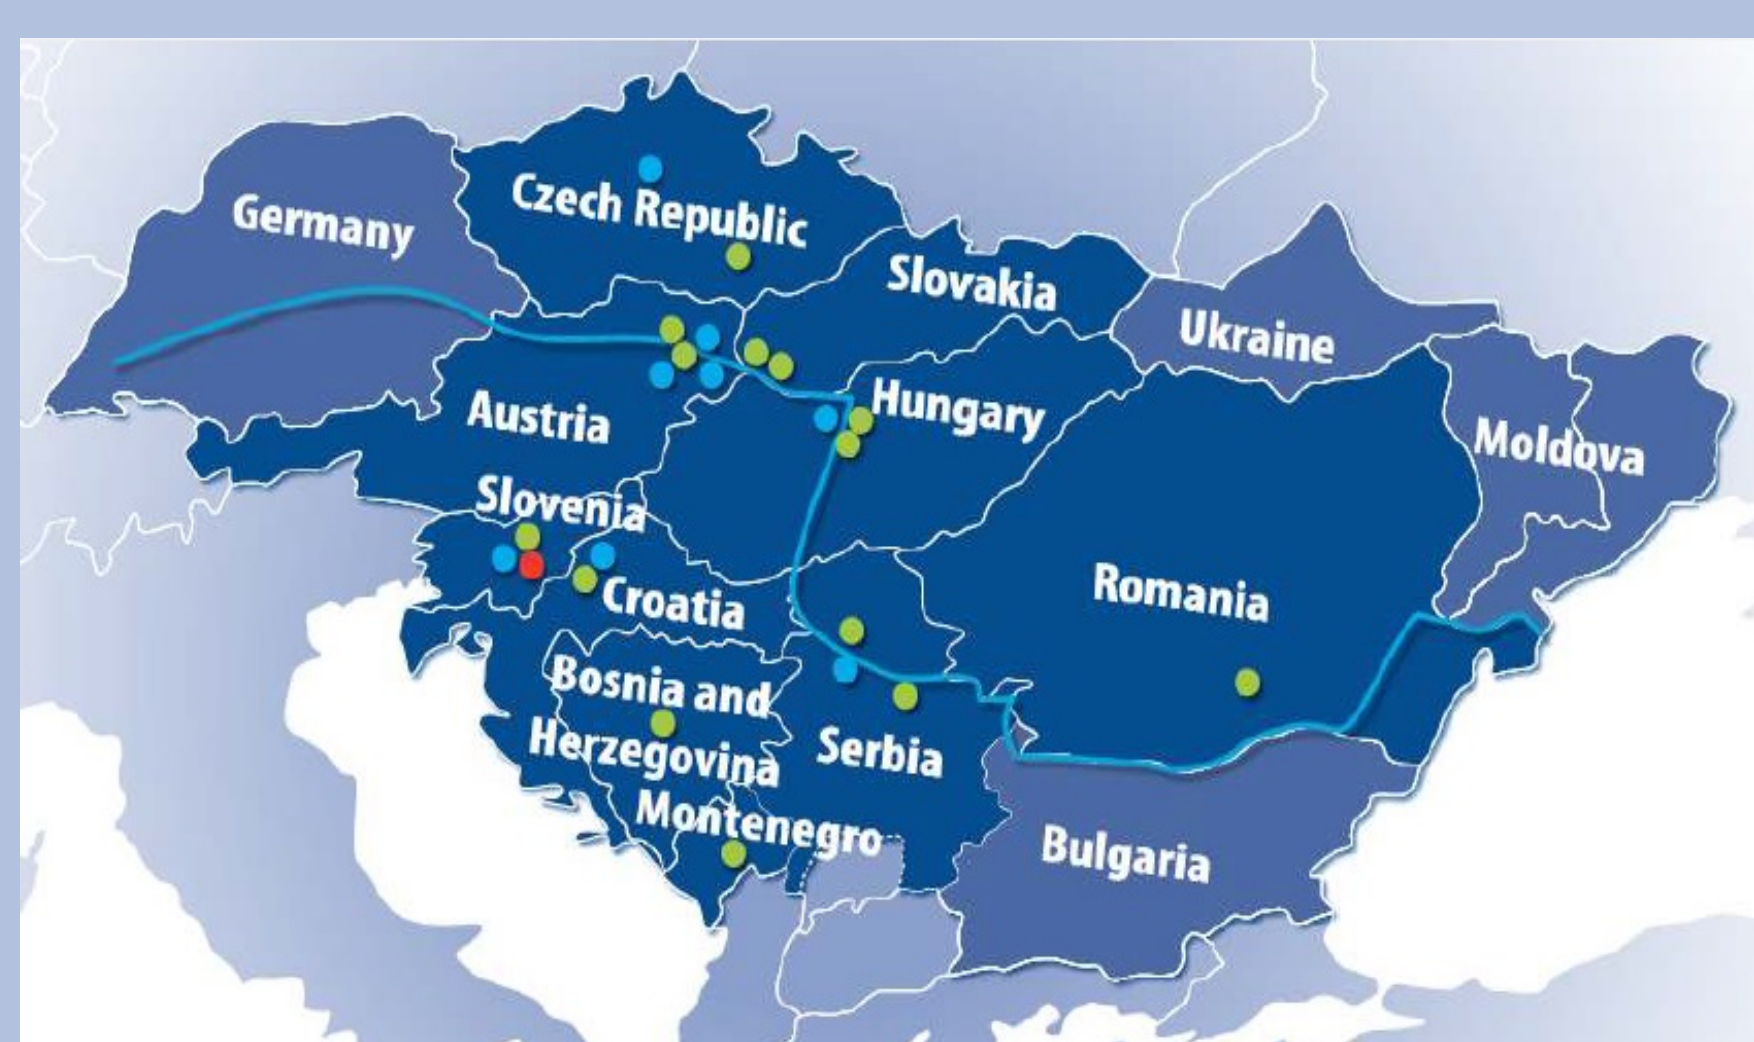 Czech Republic
Germany
Slovakia
Ukraine
Austria
Hungary
Moldova
Slovenia
Croatia
Romania
Bosnia and
Herzegovina
Serbia
Montenegro
Bulgaria